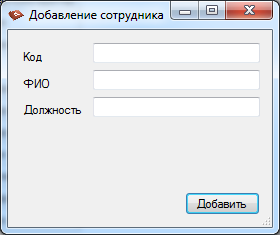 Добавление сотрудника
Код
ФИО
Должность
Добавить